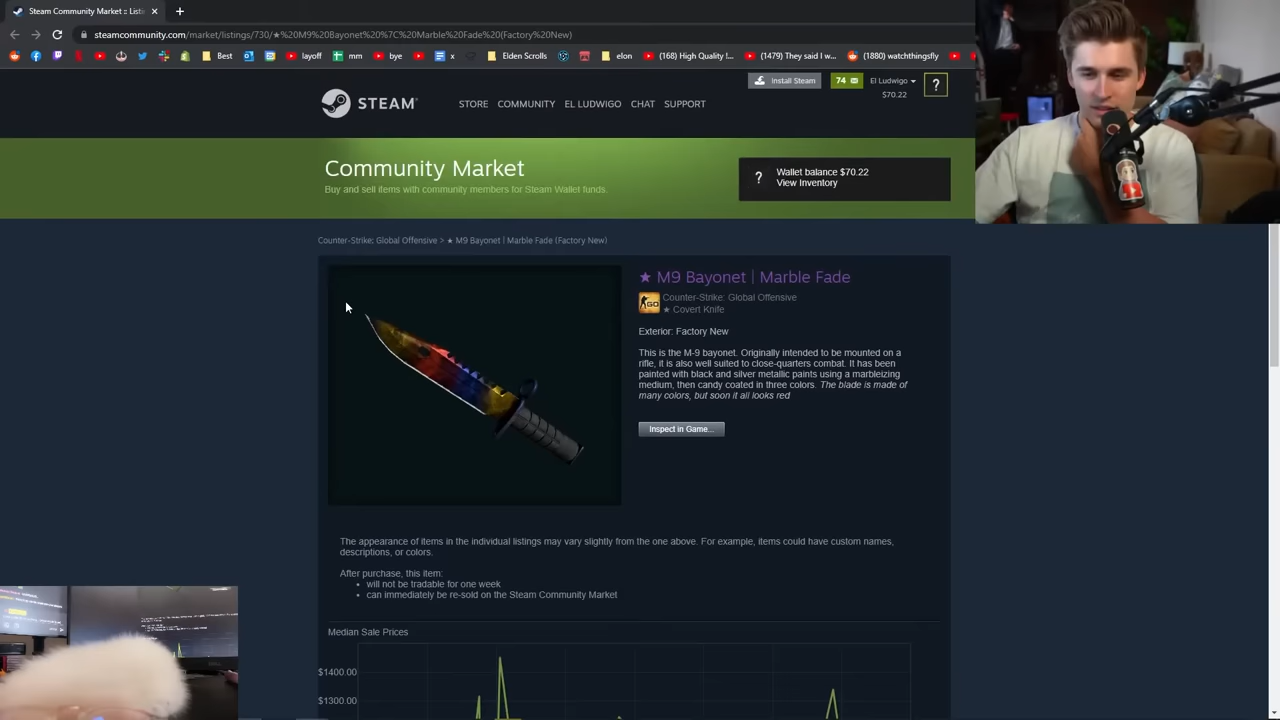 Steam Community Market :: Listi
steamcommunity.com/market/listings/730/★%20M9%20Bayonet%20%7C%20Marble%20Fade%20(Factory%20New)
Best
layoff
mm
bye
x
Elden Scrolls
elon
(168) High Quality !...
(1479) They said I w...
(1880) watchthingsfly
Install Steam
74
El Ludwigo
$70.22
?
STEAM
STORE
COMMUNITY
EL LUDWIGO
CHAT
SUPPORT
Community Market
Buy and sell items with community members for Steam Wallet funds.
?
Wallet balance $70.22
View Inventory
Counter-Strike: Global Offensive > ★ M9 Bayonet | Marble Fade (Factory New)
★ M9 Bayonet | Marble Fade
GO
Counter-Strike: Global Offensive
★ Covert Knife
Exterior: Factory New
This is the M-9 bayonet. Originally intended to be mounted on a
rifle, it is also well suited to close-quarters combat. It has been
painted with black and silver metallic paints using a marbleizing
medium, then candy coated in three colors. The blade is made of
many colors, but soon it all looks red
Inspect in Game...
The appearance of items in the individual listings may vary slightly from the one above. For example, items could have custom names,
descriptions, or colors.
After purchase, this item:
• will not be tradable for one week
• can immediately be re-sold on the Steam Community Market
Median Sale Prices
$1400.00
$1300.00